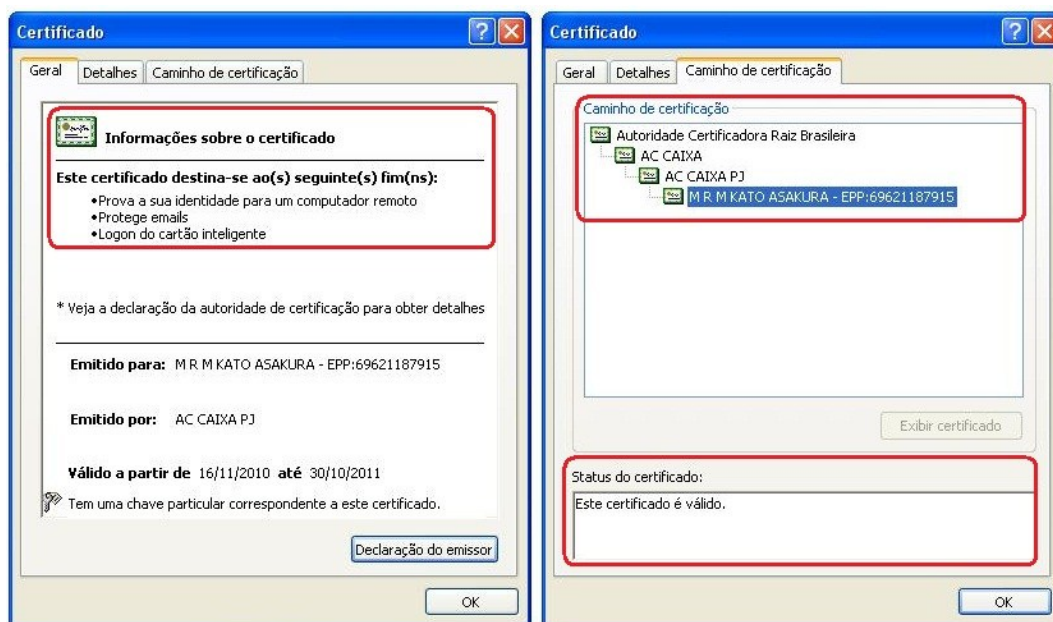 Certificado
Geral Detalhes Caminho de certificação
Informações sobre o certificado
Este certificado destina-se ao(s) seguinte(s) fim(ns):
•Prova a sua identidade para um computador remoto
•Protege emails
•Logon do cartão inteligente
* Veja a declaração da autoridade de certificação para obter detalhes
Emitido para: M R M KATO ASAKURA - EPP:69621187915
Emitido por: AC CAIXA PJ
Válido a partir de 16/11/2010 até 30/10/2011
Tem uma chave particular correspondente a este certificado.
Declaração do emissor
OK
Certificado
Geral Detalhes Caminho de certificação
Caminho de certificação
Autoridade Certificadora Raiz Brasileira
AC CAIXA
AC CAIXA PJ
M R M KATO ASAKURA - EPP:69621187915
Exibir certificado
Status do certificado:
Este certificado é válido.
OK